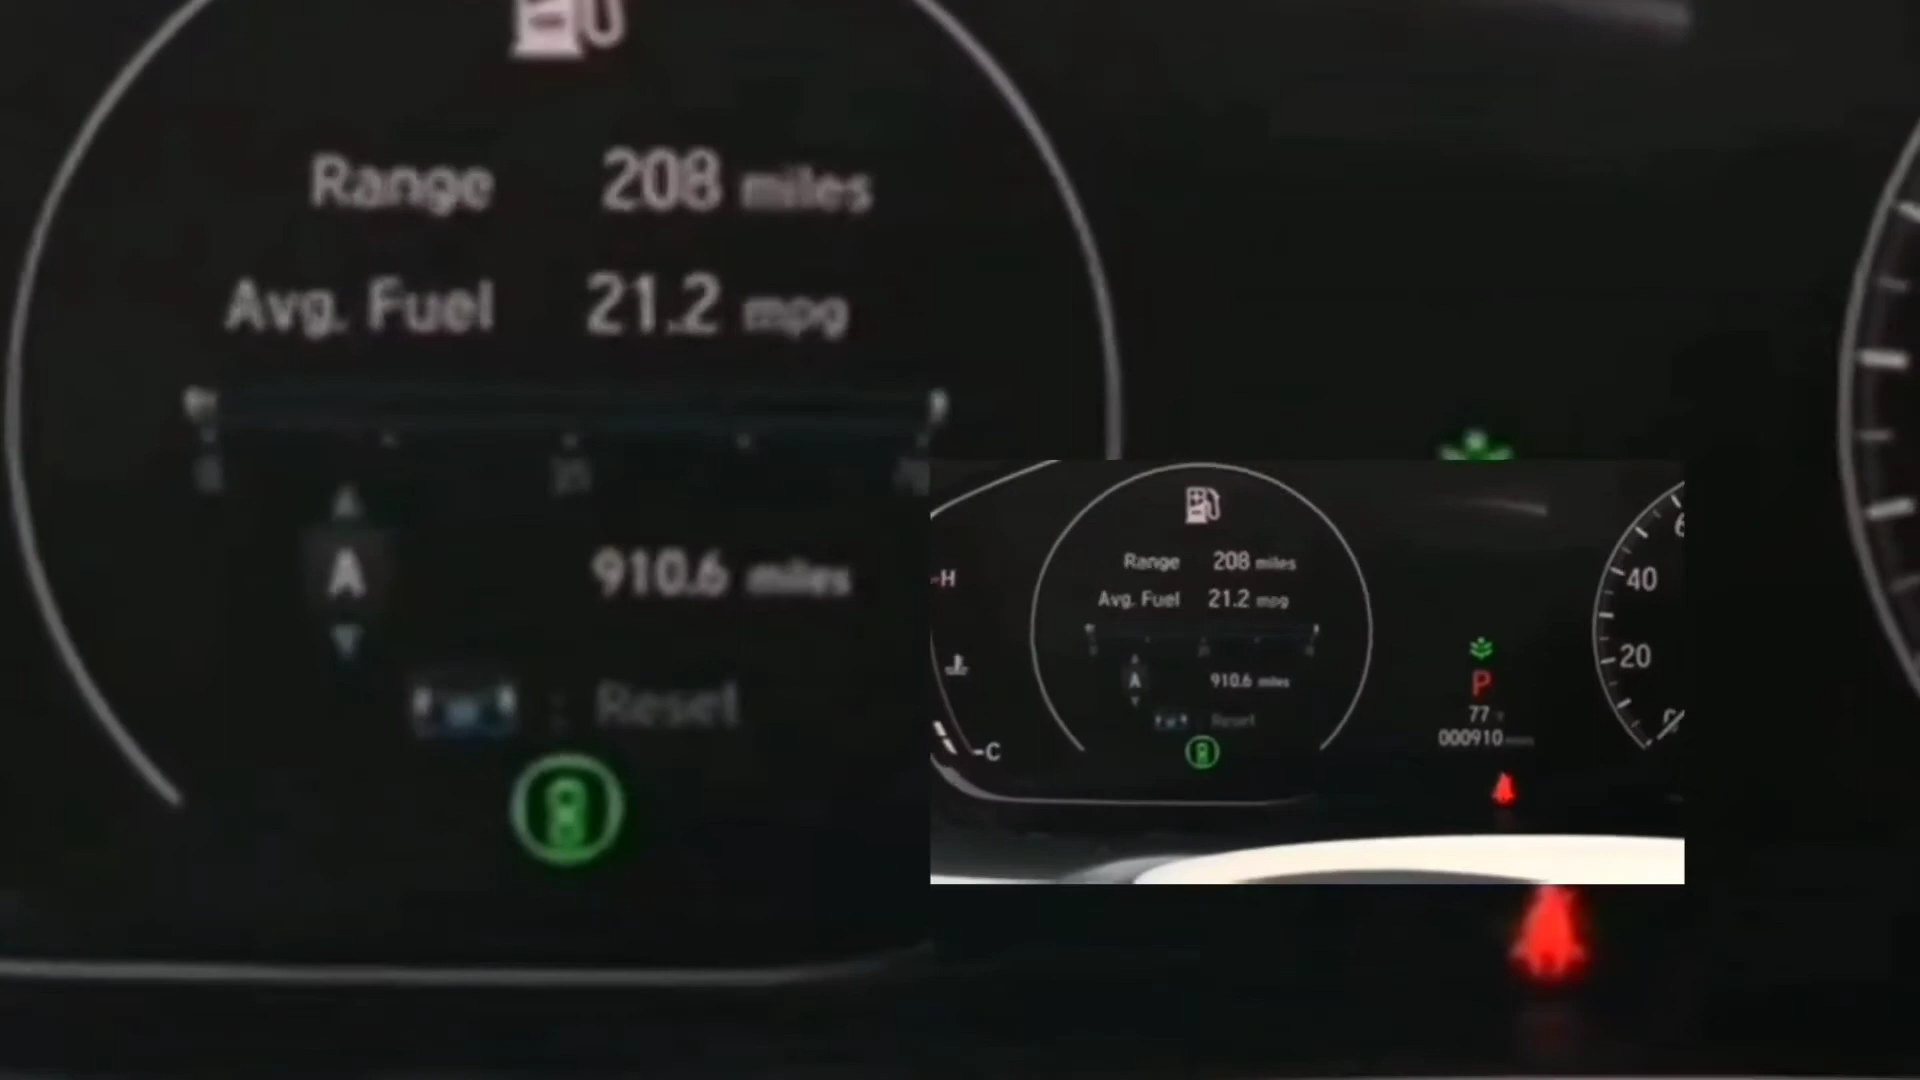 Range 208 miles
Avg. Fuel 21.2 mpg
A 910.6 miles
: Reset
Range 208 miles
Avg. Fuel 21.2 mpg
A 910.6 miles
: Reset
H
C
P
77
000910
6
40
20